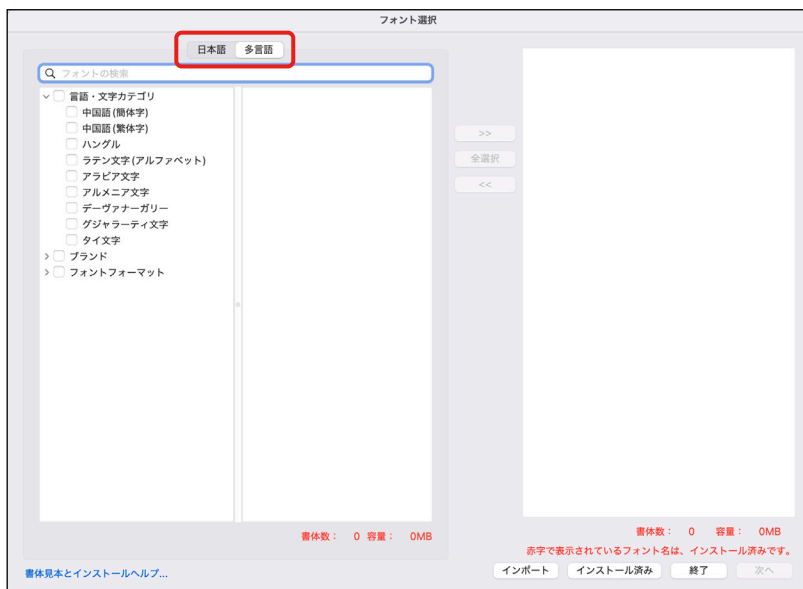 フォント選択
日本語 多言語
フォントの検索
言語・文字カテゴリ
中国語(簡体字)
中国語(繁体字)
ハングル
ラテン文字(アルファベット)
アラビア文字
アルメニア文字
デーヴァナーガリー
グジャラーティ文字
タイ文字
ブランド
フォントフォーマット
>>
全選択
<<
書体数： 0 容量： 0MB
書体数： 0 容量： 0MB
赤字で表示されているフォント名は、インストール済みです。
書体見本とインストールヘルプ...
インポート インストール済み 終了 次へ